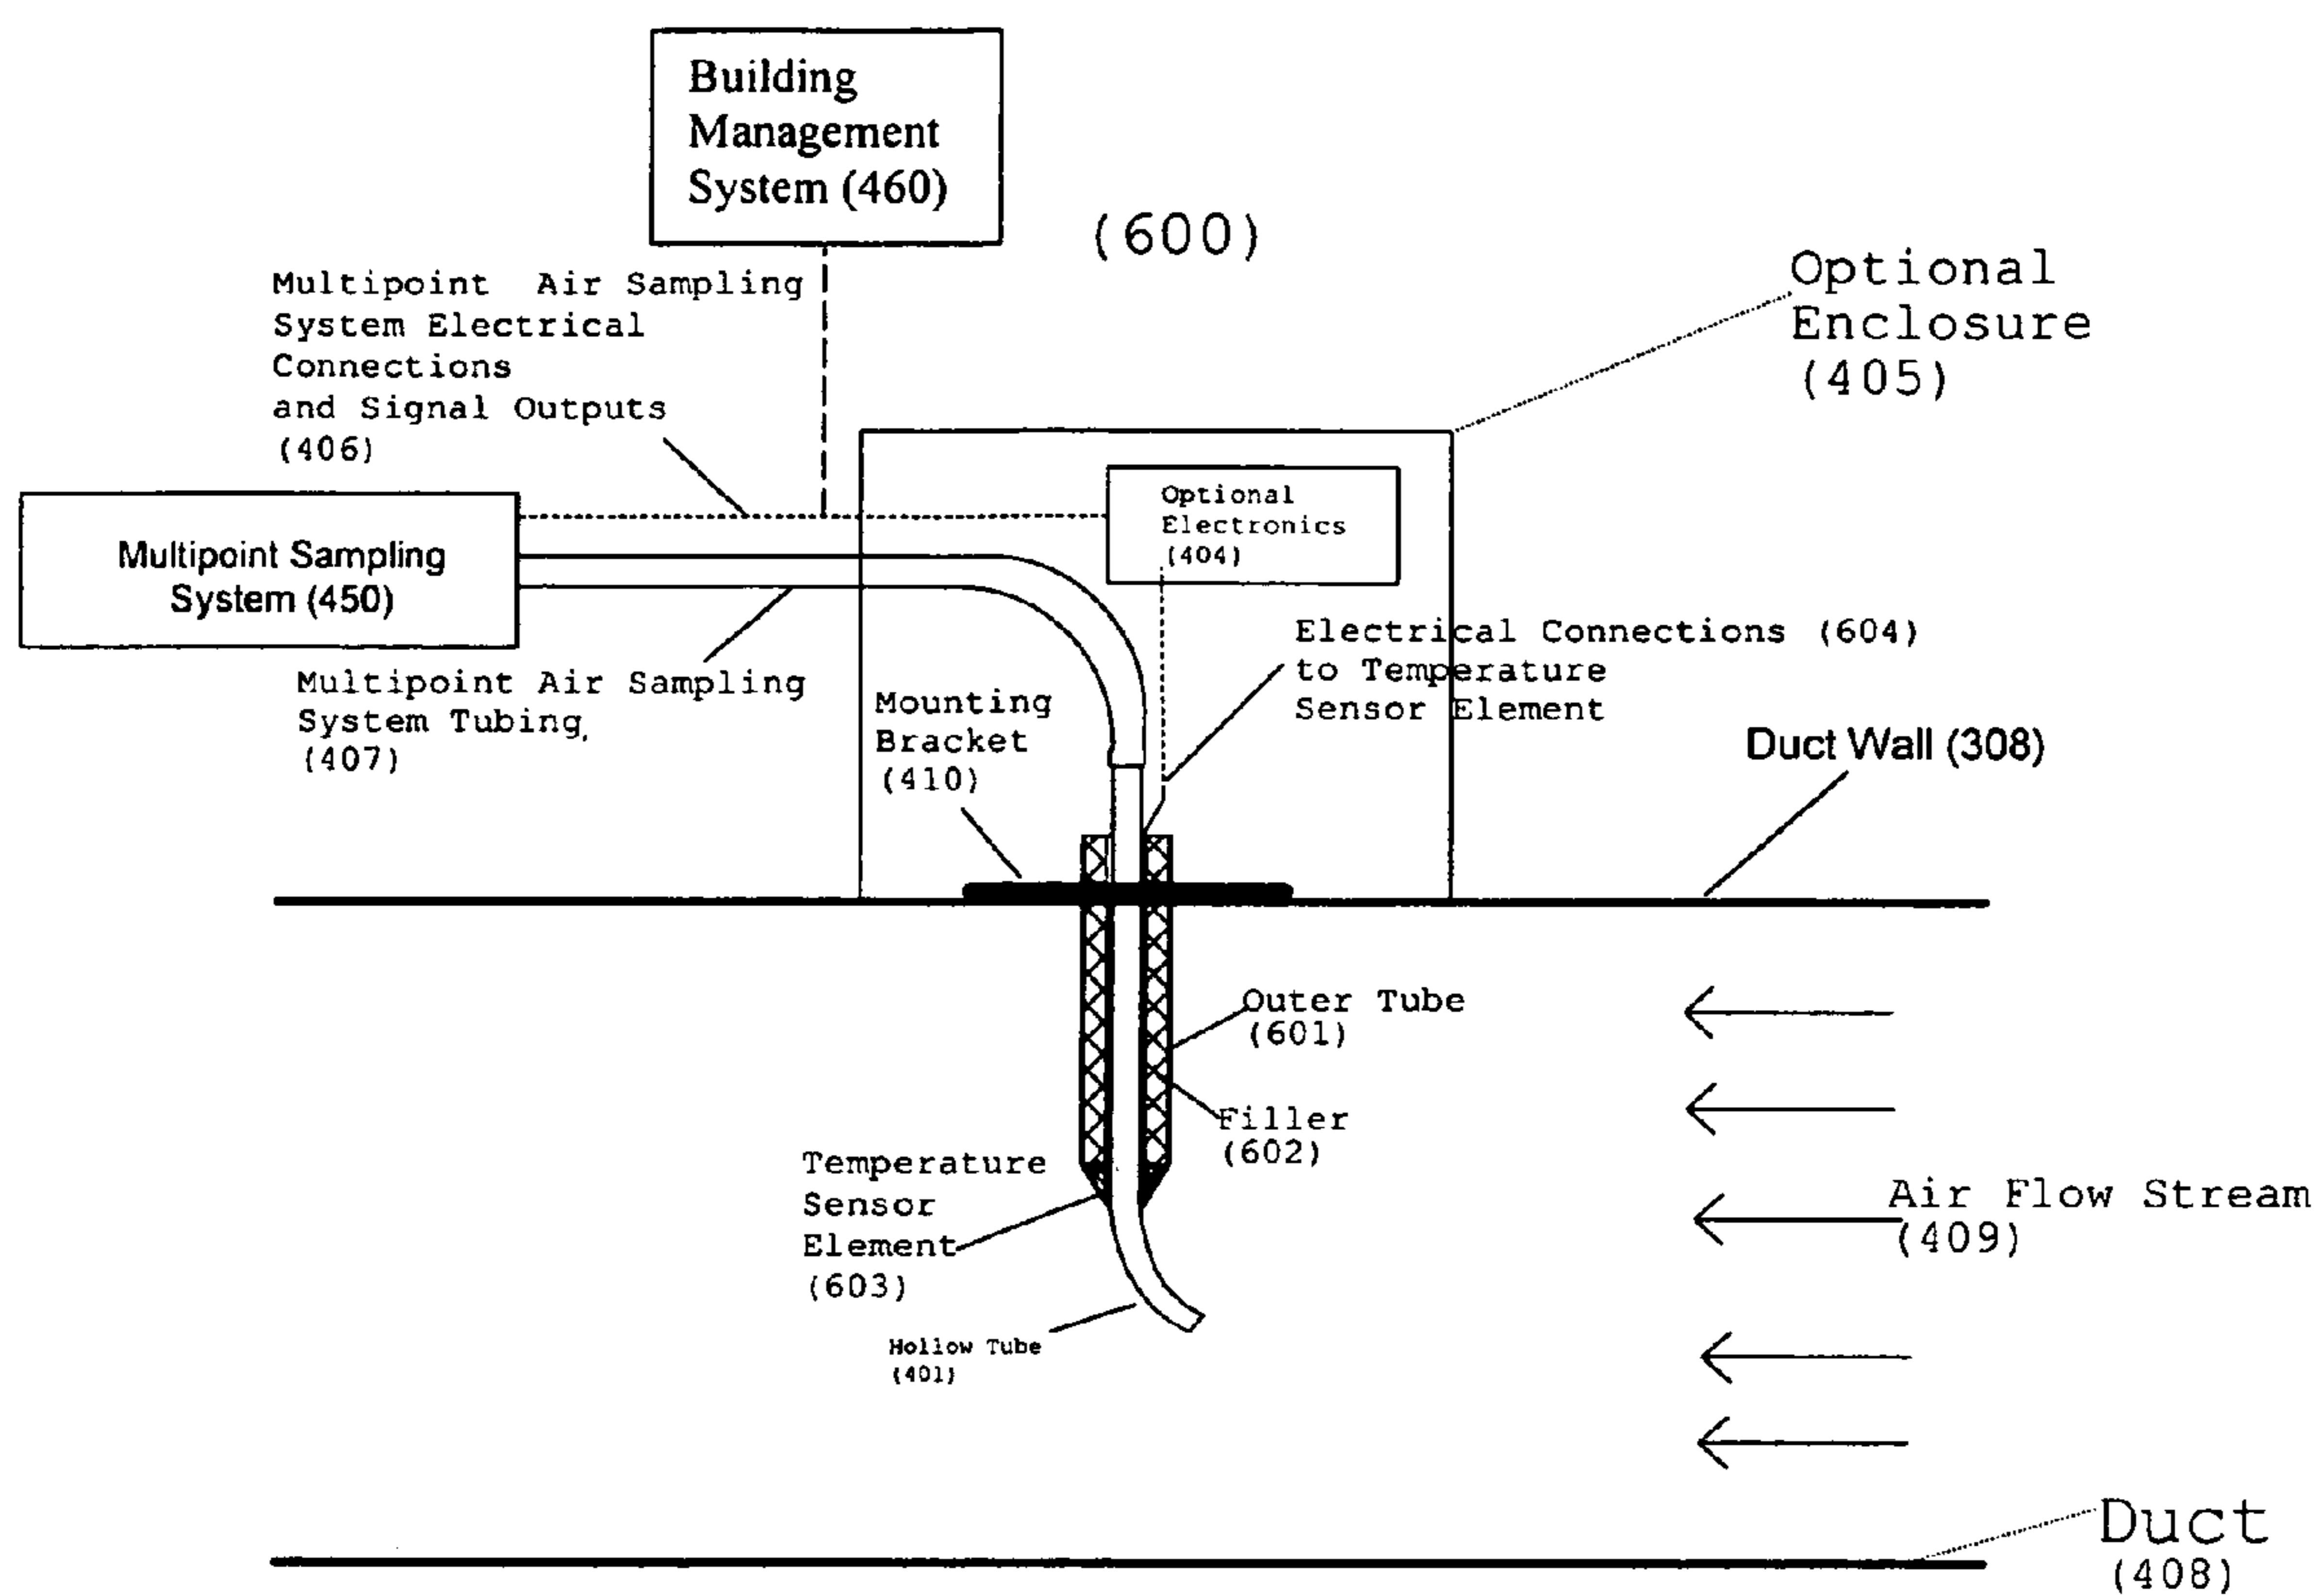 Building
Management
System (460)
(600)
Optional
Enclosure
(405)
Multipoint Air Sampling
System Electrical
Connections
and Signal Outputs
(406)
Optional
Electronics
(404)
Multipoint Sampling
System (450)
Electrical Connections (604)
to Temperature
Sensor Element
Multipoint Air Sampling
System Tubing
(407)
Mounting
Bracket
(410)
Duct Wall (308)
Outer Tube
(601)
Filler
(602)
Temperature
Sensor
Element
(603)
Air Flow Stream
(409)
Hollow Tube
(401)
Duct
(408)